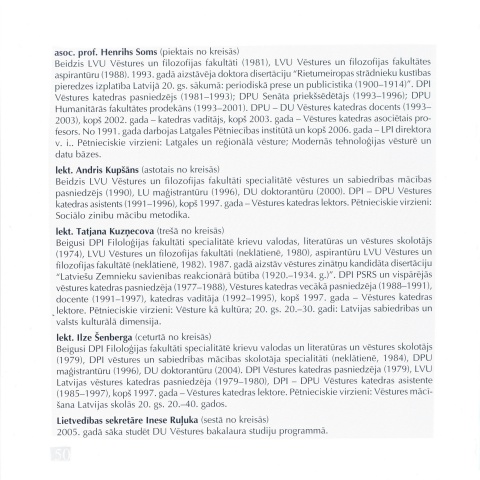 asoc. prof. Henrihs Soms (piektais no kreisās)
Beidzis LVU Vēstures un filozofijas fakultāti (1981), LVU Vēstures un filozofijas fakultātes
aspirantūru (1988). 1993. gadā aizstāvēja doktora disertāciju “Rietumeiropas strādnieku kustības
pieredzes izplatība Latvijā 20. gs. sākumā: periodiskā prese un publicistika (1900–1914)”. DPI
Vēstures katedras pasniedzējs (1981–1993); DPU Senāta priekšsēdētājs (1993–1996); DPU
Humanitārās fakultātes prodekāns (1993–2001). DPU – DU Vēstures katedras docents (1993–
2003), kopš 2002. gada – katedras vadītājs, kopš 2003. gada – Vēstures katedras asociētais pro-
fesors. No 1991. gada darbojas Latgales Pētniecības institūtā un kopš 2006. gada – LPI direktora
v. i.. Pētnieciskie virzieni: Latgales un reģionālā vēsture; Modernās tehnoloģijas vēsturē un
datu bāzes.
lekt. Andris Kupšāns (astotais no kreisās)
Beidzis LVU Vēstures un filozofijas fakultāti specialitātē vēstures un sabiedrības mācības
pasniedzējs (1990), LU maģistrantūru (1996), DU doktorantūru (2000). DPI – DPU Vēstures
katedras asistents (1991–1996), kopš 1997. gada – Vēstures katedras lektors. Pētnieciskie virzieni:
Sociālo zinību mācību metodika.
lekt. Tatjana Kuzņecova (trešā no kreisās)
Beigusi DPI Filoloģijas fakultāti specialitātē krievu valodas, literatūras un vēstures skolotājs
(1974), LVU Vēstures un filozofijas fakultāti (neklātienē, 1980), aspirantūru LVU Vēstures un
filozofijas fakultātē (neklātienē, 1982). 1987. gadā aizstāv vēstures zinātņu kandidāta disertāciju
“Latviešu Zemnieku savienības reakcionārā būtība (1920.–1934. g.)”. DPI PSRS un vispārējās
vēstures katedras pasniedzēja (1977–1988), Vēstures katedras vecākā pasniedzēja (1988–1991),
docente (1991–1997), katedras vadītāja (1992–1995), kopš 1997. gada – Vēstures katedras
lektore. Pētnieciskie virzieni: Vēsture kā kultūra; 20. gs. 20.–30. gadi: Latvijas sabiedrības un
valsts kulturālā dimensija.
lekt. Ilze Šenberga (ceturtā no kreisās)
Beigusi DPI Filoloģijas fakultāti specialitātē krievu valodas un literatūras un vēstures skolotājs
(1979), DPI vēstures un sabiedrības mācības skolotāja specialitāti (neklātienē, 1984), DPU
maģistrantūru (1996), DU doktorantūru (2004). DPI Vēstures katedras pasniedzēja (1979), LVU
Latvijas vēstures katedras pasniedzēja (1979–1980), DPI – DPU Vēstures katedras asistente
(1985–1997), kopš 1997. gada – Vēstures katedras lektore. Pētnieciskie virzieni: Vēstures mācī-
šana Latvijas skolās 20. gs. 20.–40. gados.
Lietvedības sekretāre Inese Ruļuka (sestā no kreisās)
2005. gadā sāka studēt DU Vēstures bakalaura studiju programmā.
50